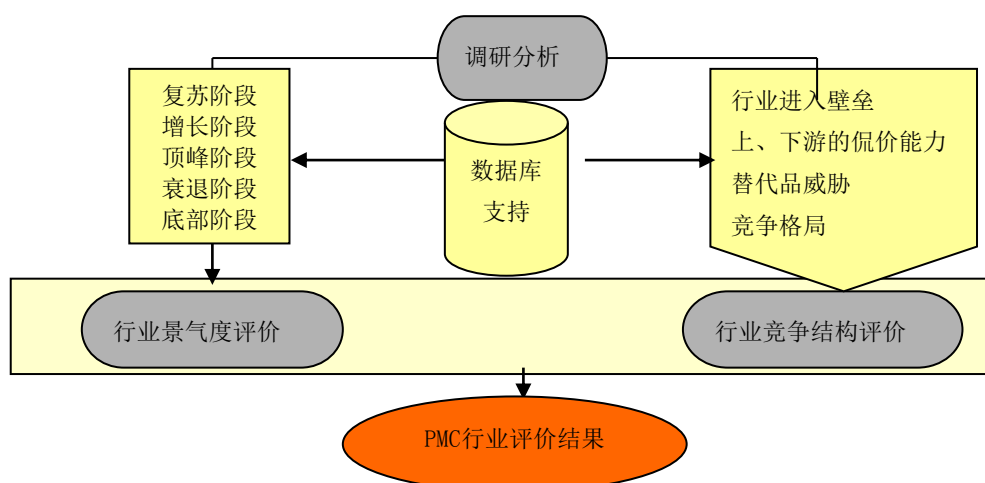 调研分析
复苏阶段
增长阶段
顶峰阶段
衰退阶段
底部阶段
数据库
支持
行业进入壁垒
上、下游的侃价能力
替代品威胁
竞争格局
行业景气度评价
行业竞争结构评价
PMC行业评价结果